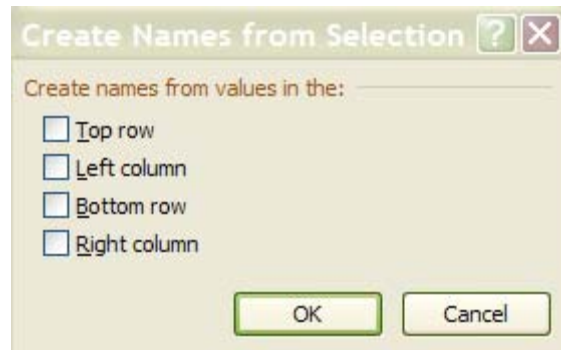 Create Names from Selection
Create names from values in the:
Top row
Left column
Bottom row
Right column
OK Cancel